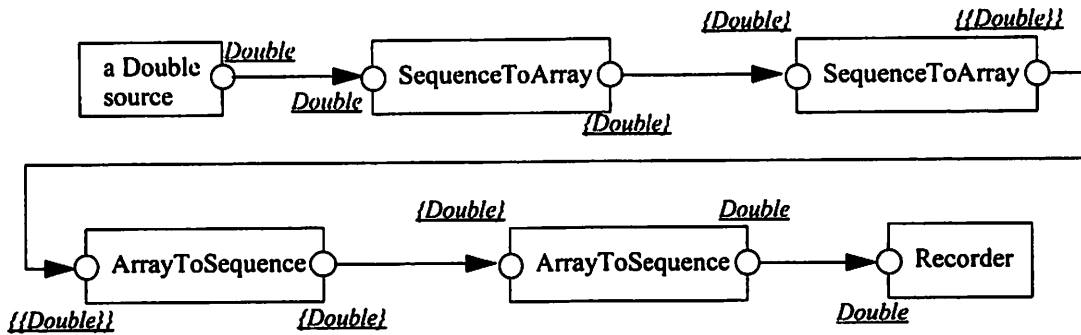 {Double}
{{Double}}
a Double
source
Double
Double
SequenceToArray
{Double}
SequenceToArray
{Double}
Double
ArrayToSequence
ArrayToSequence
Recorder
{{Double}}
{Double}
Double